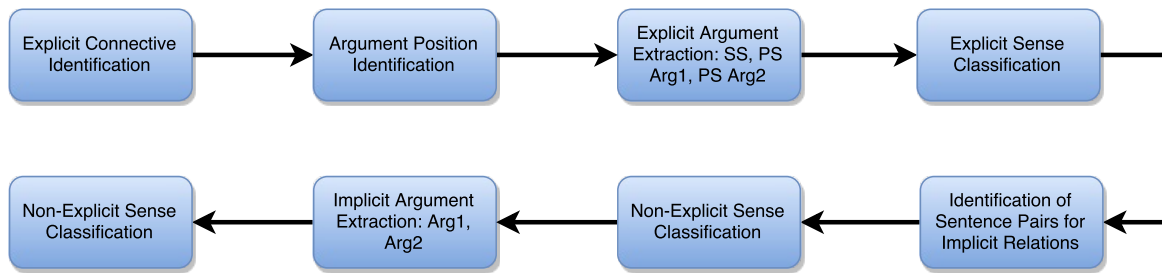 Explicit Connective
Identification
Argument Position
Identification
Explicit Argument
Extraction: SS, PS
Arg1, PS Arg2
Explicit Sense
Classification
Identification of
Sentence Pairs for
Implicit Relations
Non-Explicit Sense
Classification
Implicit Argument
Extraction: Arg1,
Arg2
Non-Explicit Sense
Classification